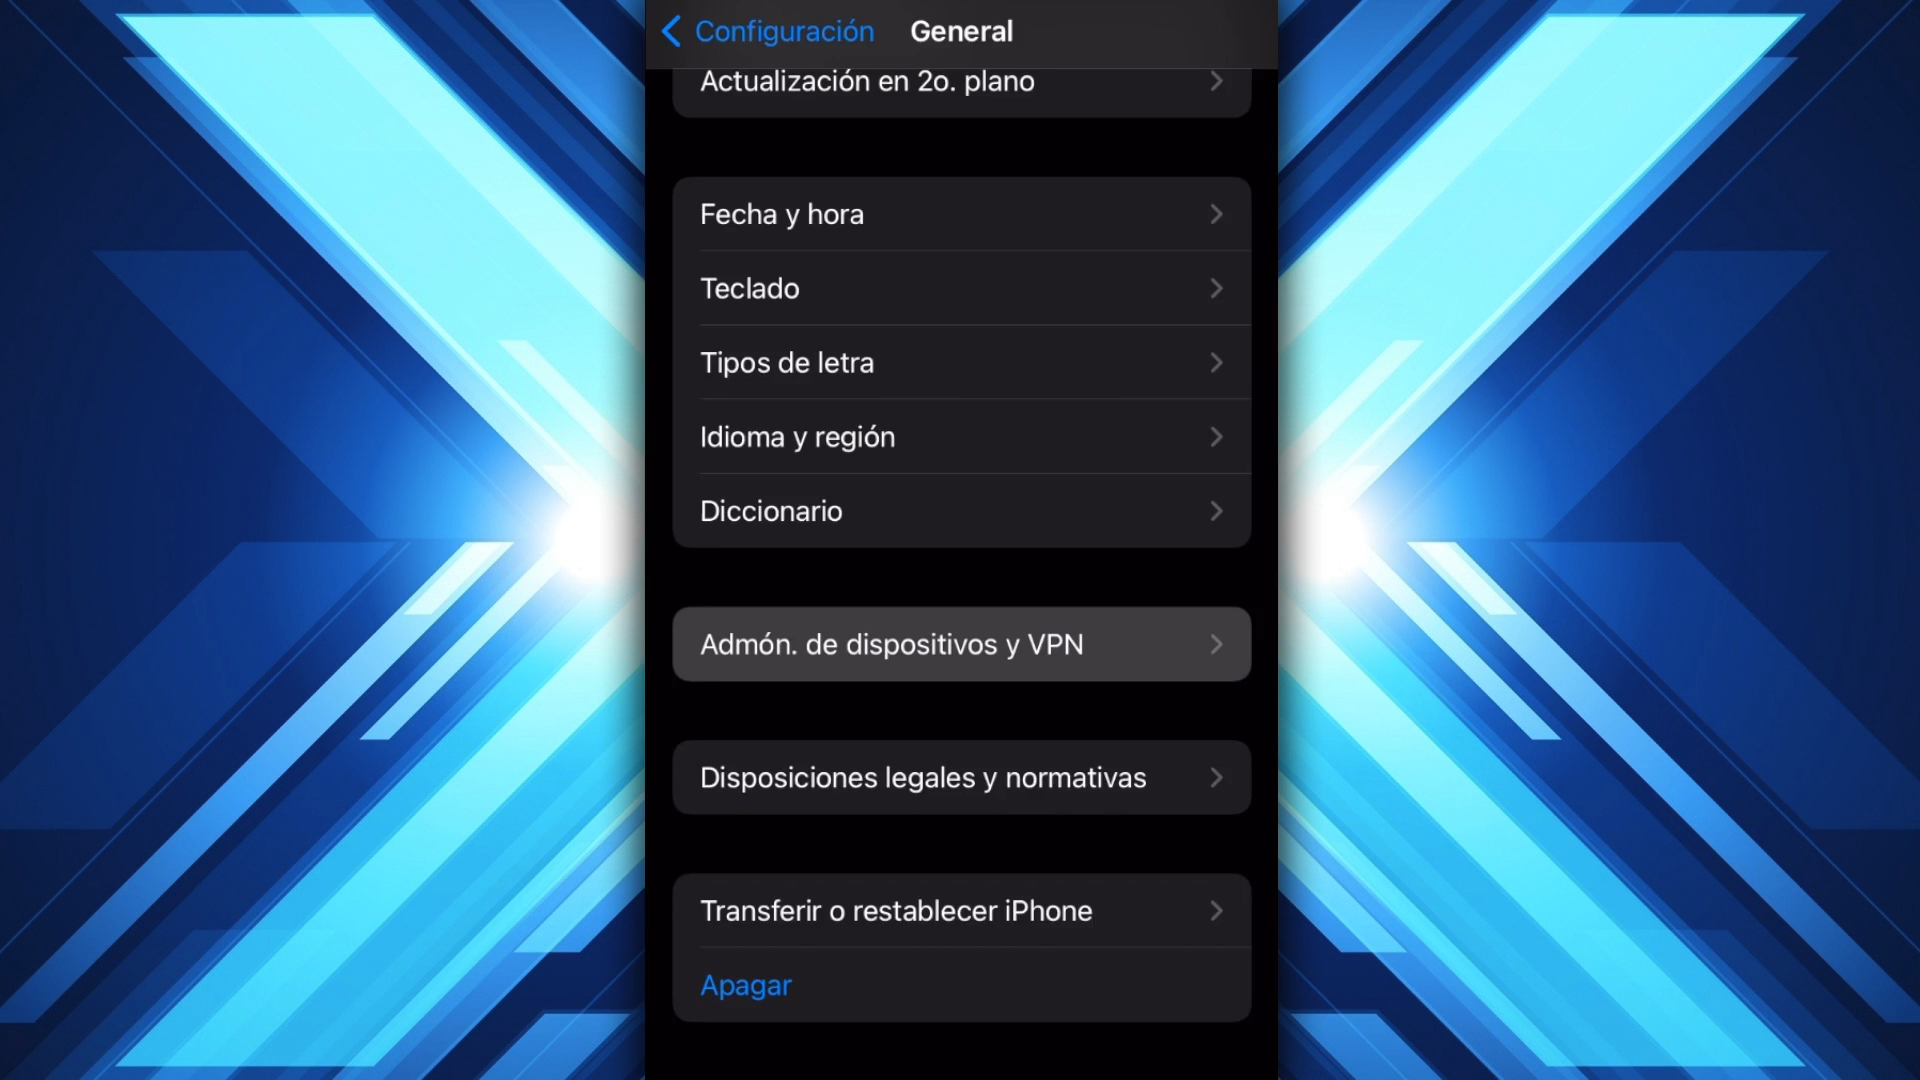 Configuración
General
Actualización en 2o. plano
Fecha y hora
Teclado
Tipos de letra
Idioma y región
Diccionario
Admón. de dispositivos y VPN
Disposiciones legales y normativas
Transferir o restablecer iPhone
Apagar